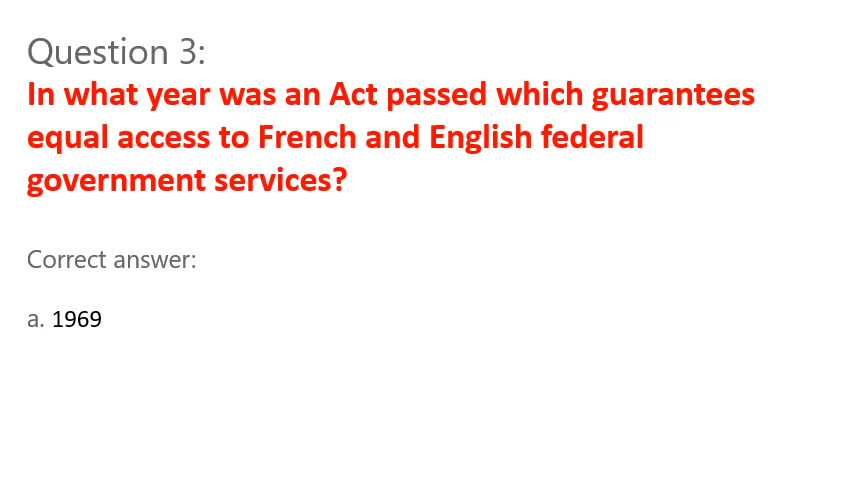 Question 3:
In what year was an Act passed which guarantees
equal access to French and English federal
government services?
Correct answer:
a. 1969